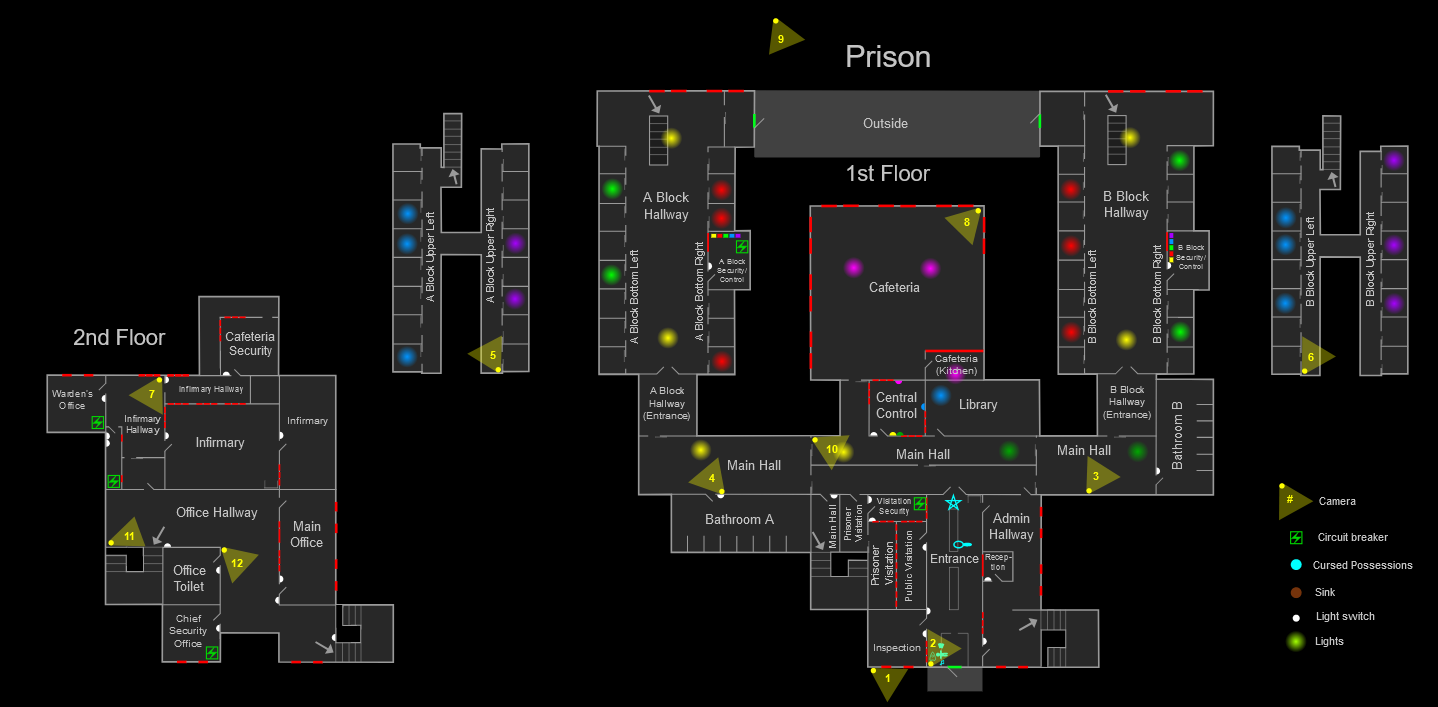 9
Prison
Outside
1st Floor
A Block
Hallway
B Block
Hallway
A Block Bottom Left
A Block Bottom Right
A Block
Security/
Control
B Block Bottom Left
B Block Bottom Right
B Block
Security/
Control
A Block Upper Left
A Block Upper Right
5
B Block Upper Left
B Block Upper Right
6
8
Cafeteria
Cafeteria
(Kitchen)
2nd Floor
Cafeteria
Security
Warden's
Office
7
Infirmary Hallway
Infirmary
Hallway
Infirmary
Infirmary
A Block
Hallway
(Entrance)
Central
Control
Library
B Block
Hallway
(Entrance)
Bathroom B
Main Hall
4
10
Main Hall
Main Hall
3
Office Hallway
11
12
Main
Office
Office
Toilet
Chief
Security
Office
Bathroom A
Main Hall
Prisoner
Visitation
Visitation
Security
Prisoner
Visitation
Public Visitation
Entrance
Admin
Hallway
Recep-
tion
Inspection
2
1
#
Camera
Circuit breaker
Cursed Possessions
Sink
Light switch
Lights